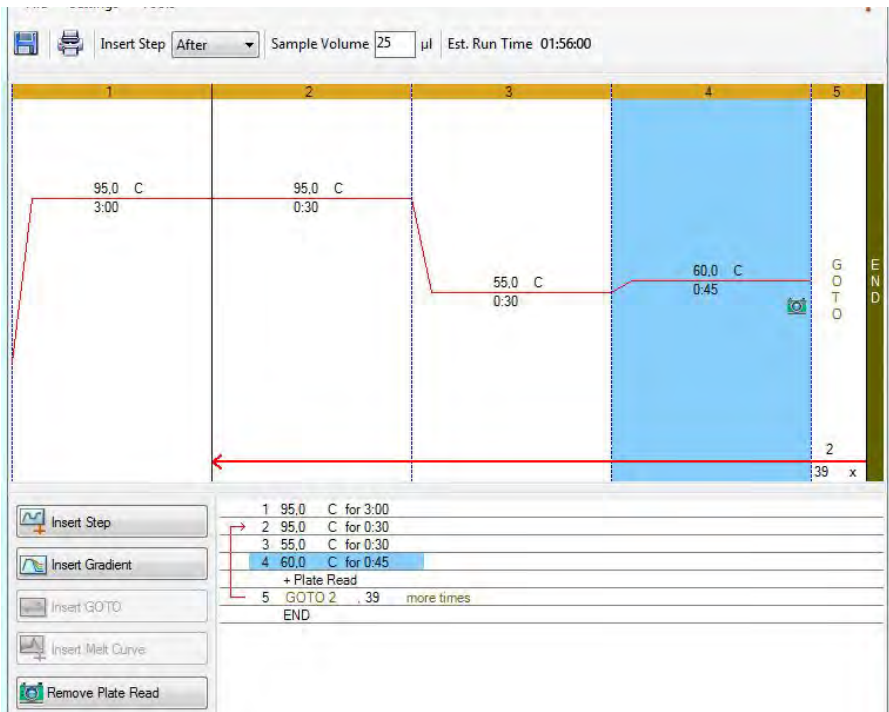 Insert Step After Sample Volume 25 µl Est. Run Time 01:56:00
1 2 3 4 5
95,0 C
3:00
95,0 C
0:30
55,0 C
0:30
60,0 C
0:45
GOTO
END
2
39 x
Insert Step
Insert Gradient
Insert GOTO
Insert Melt Curve
Remove Plate Read
1 95,0 C for 3:00
2 95,0 C for 0:30
3 55,0 C for 0:30
4 60,0 C for 0:45
+ Plate Read
5 GOTO 2 , 39 more times
END